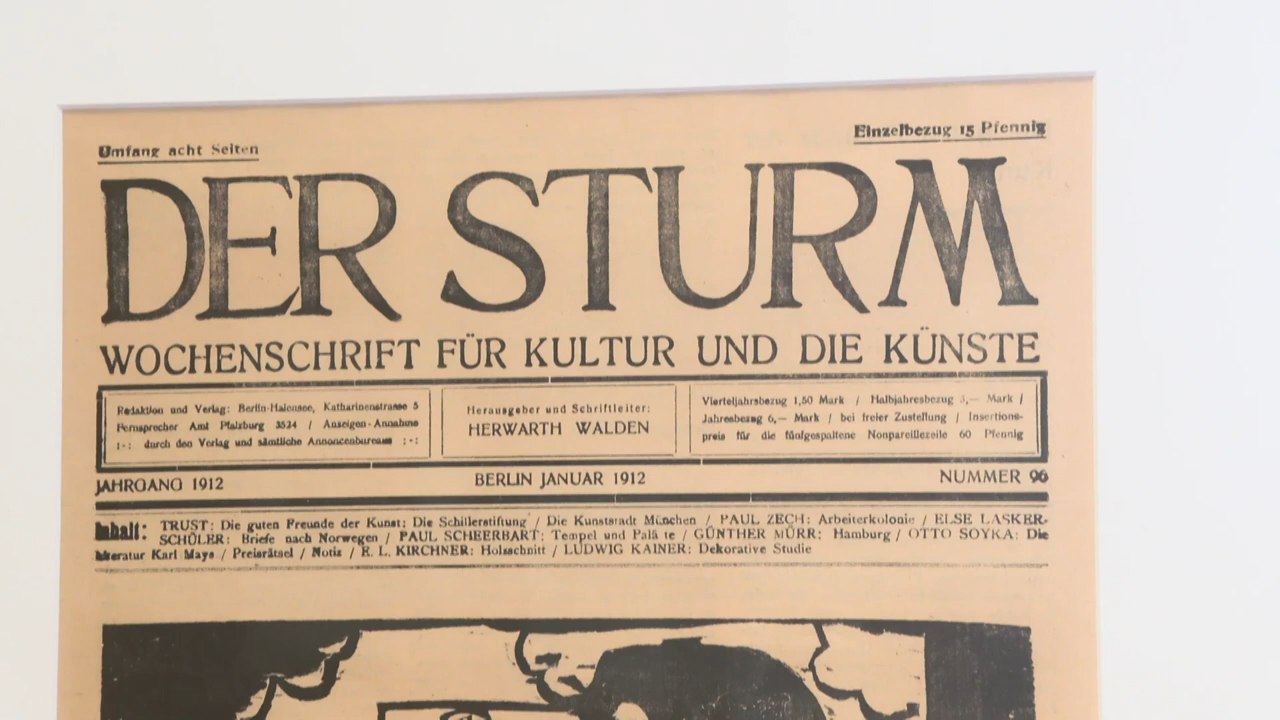 Umfang acht Seiten
Einzelbezug 15 Pfennig
DER STURM
WOCHENSCHRIFT FÜR KULTUR UND DIE KÜNSTE
Redaktion und Verlag: Berlin-Halensee, Katharinenstrasse 5
Fernsprecher Amt Pfalzburg 3524 / Anzeigen-Annahme
:-: durch den Verlag und sämtliche Annoncenbureaus :-:
Herausgeber und Schriftleiter:
HERWARTH WALDEN
Vierteljahrsbezug 1,50 Mark / Halbjahresbezug 3,— Mark /
Jahresbezug 6,— Mark / bei freier Zustellung / Insertions-
preis für die fünfgespaltene Nonpareillezeile 60 Pfennig
JAHRGANG 1912
BERLIN JANUAR 1912
NUMMER 96
Inhalt: TRUST: Die guten Freunde der Kunst: Die Schillerstiftung / Die Kunststadt München / PAUL ZECH: Arbeiterkolonie / ELSE LASKER-
SCHÜLER: Briefe nach Norwegen / PAUL SCHEERBART: Tempel und Palä te / GÜNTHER MÜRR: Hamburg / OTTO SOYKA: Die
Literatur Karl Mays / Preisrätsel / Notiz / E. L. KIRCHNER: Holzschnitt / LUDWIG KAINER: Dekorative Studie